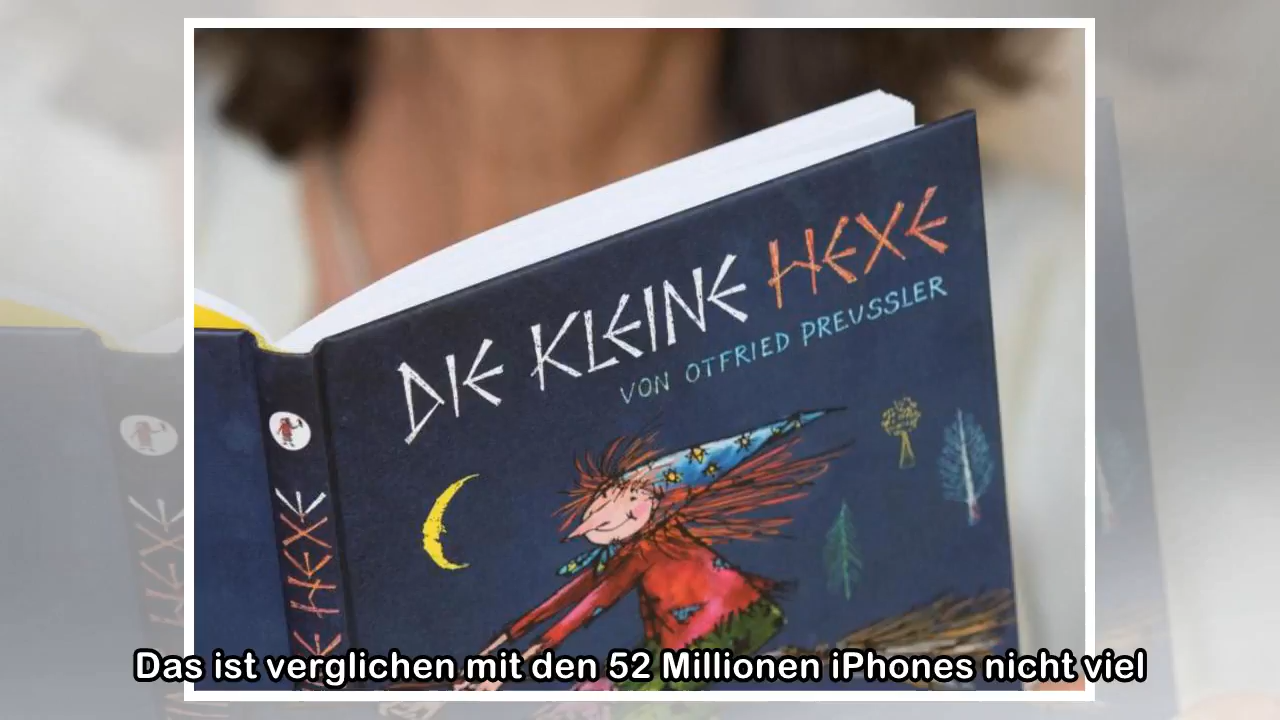 DIE KLEINE HEXE
VON OTFRIED PREUSSLER
HEXE
Das ist verglichen mit den 52 Millionen iPhones nicht viel